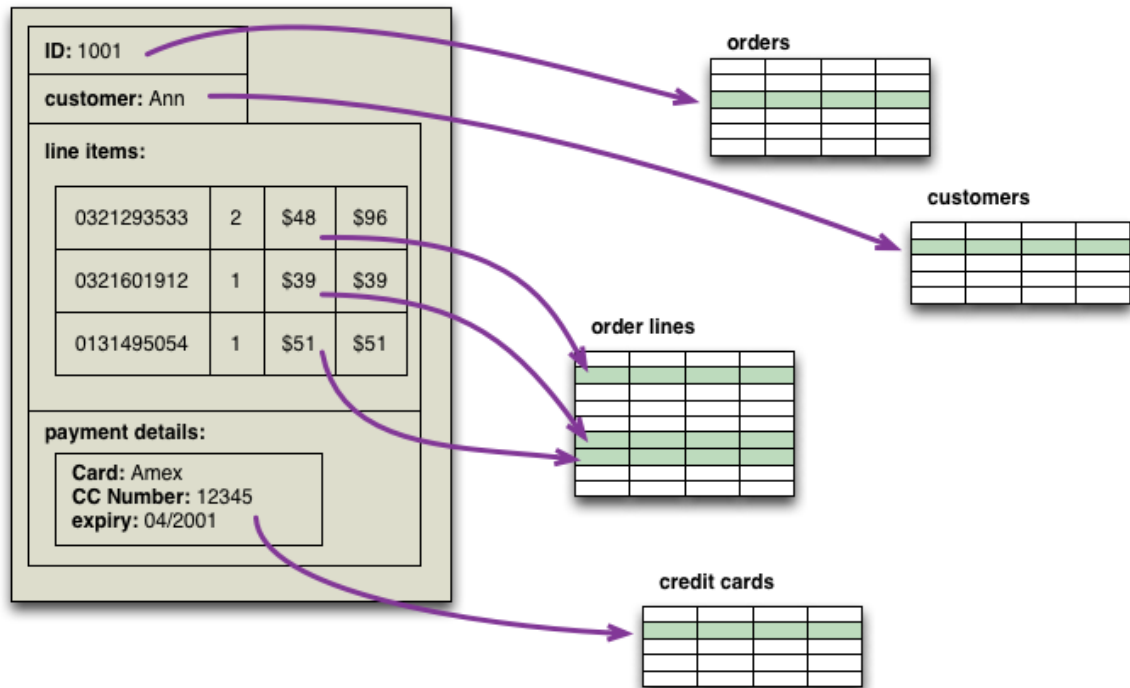 ID: 1001
customer: Ann
line items:
0321293533 2 $48 $96
0321601912 1 $39 $39
0131495054 1 $51 $51
payment details:
Card: Amex
CC Number: 12345
expiry: 04/2001
orders
customers
order lines
credit cards